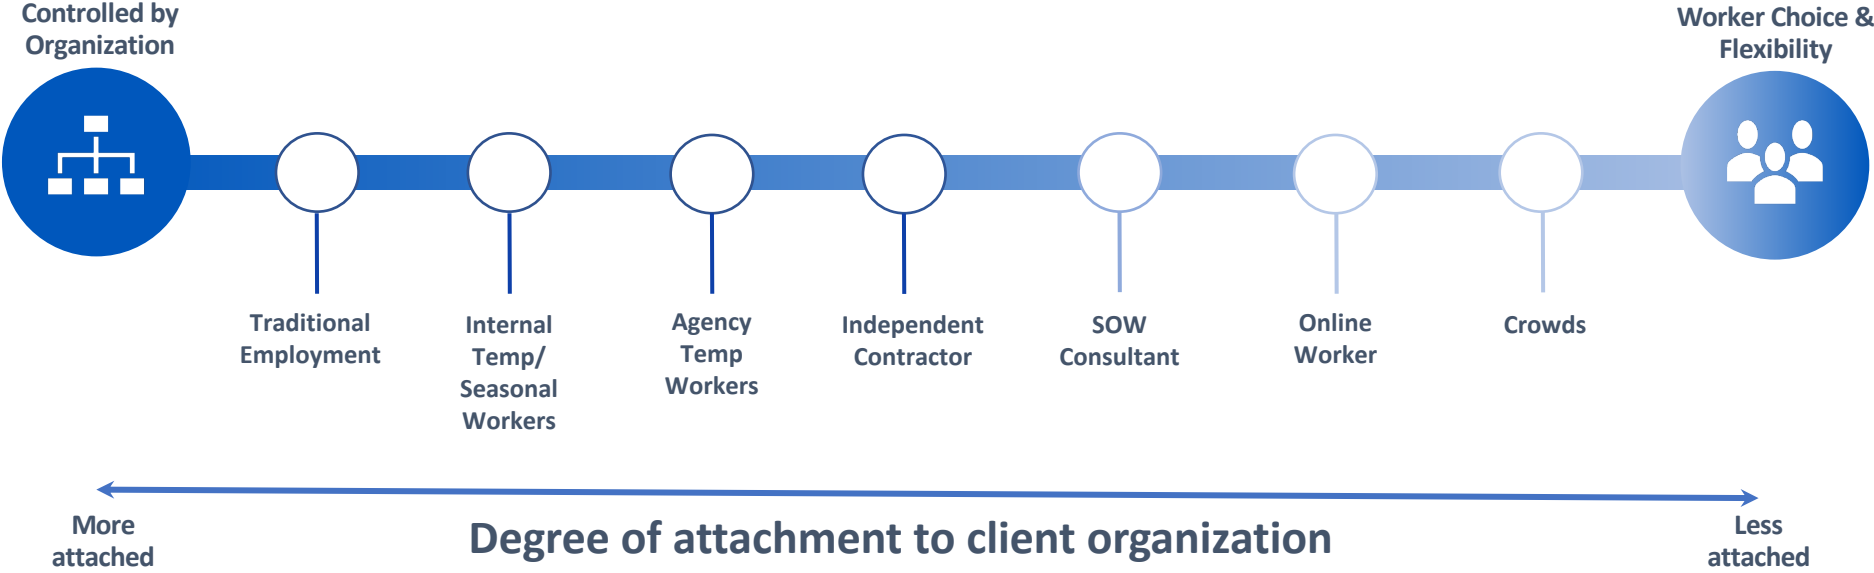 Controlled by
Organization
Worker Choice &
Flexibility
Traditional
Employment
Internal
Temp/
Seasonal
Workers
Agency
Temp
Workers
Independent
Contractor
SOW
Consultant
Online
Worker
Crowds
More
attached
Degree of attachment to client organization
Less
attached